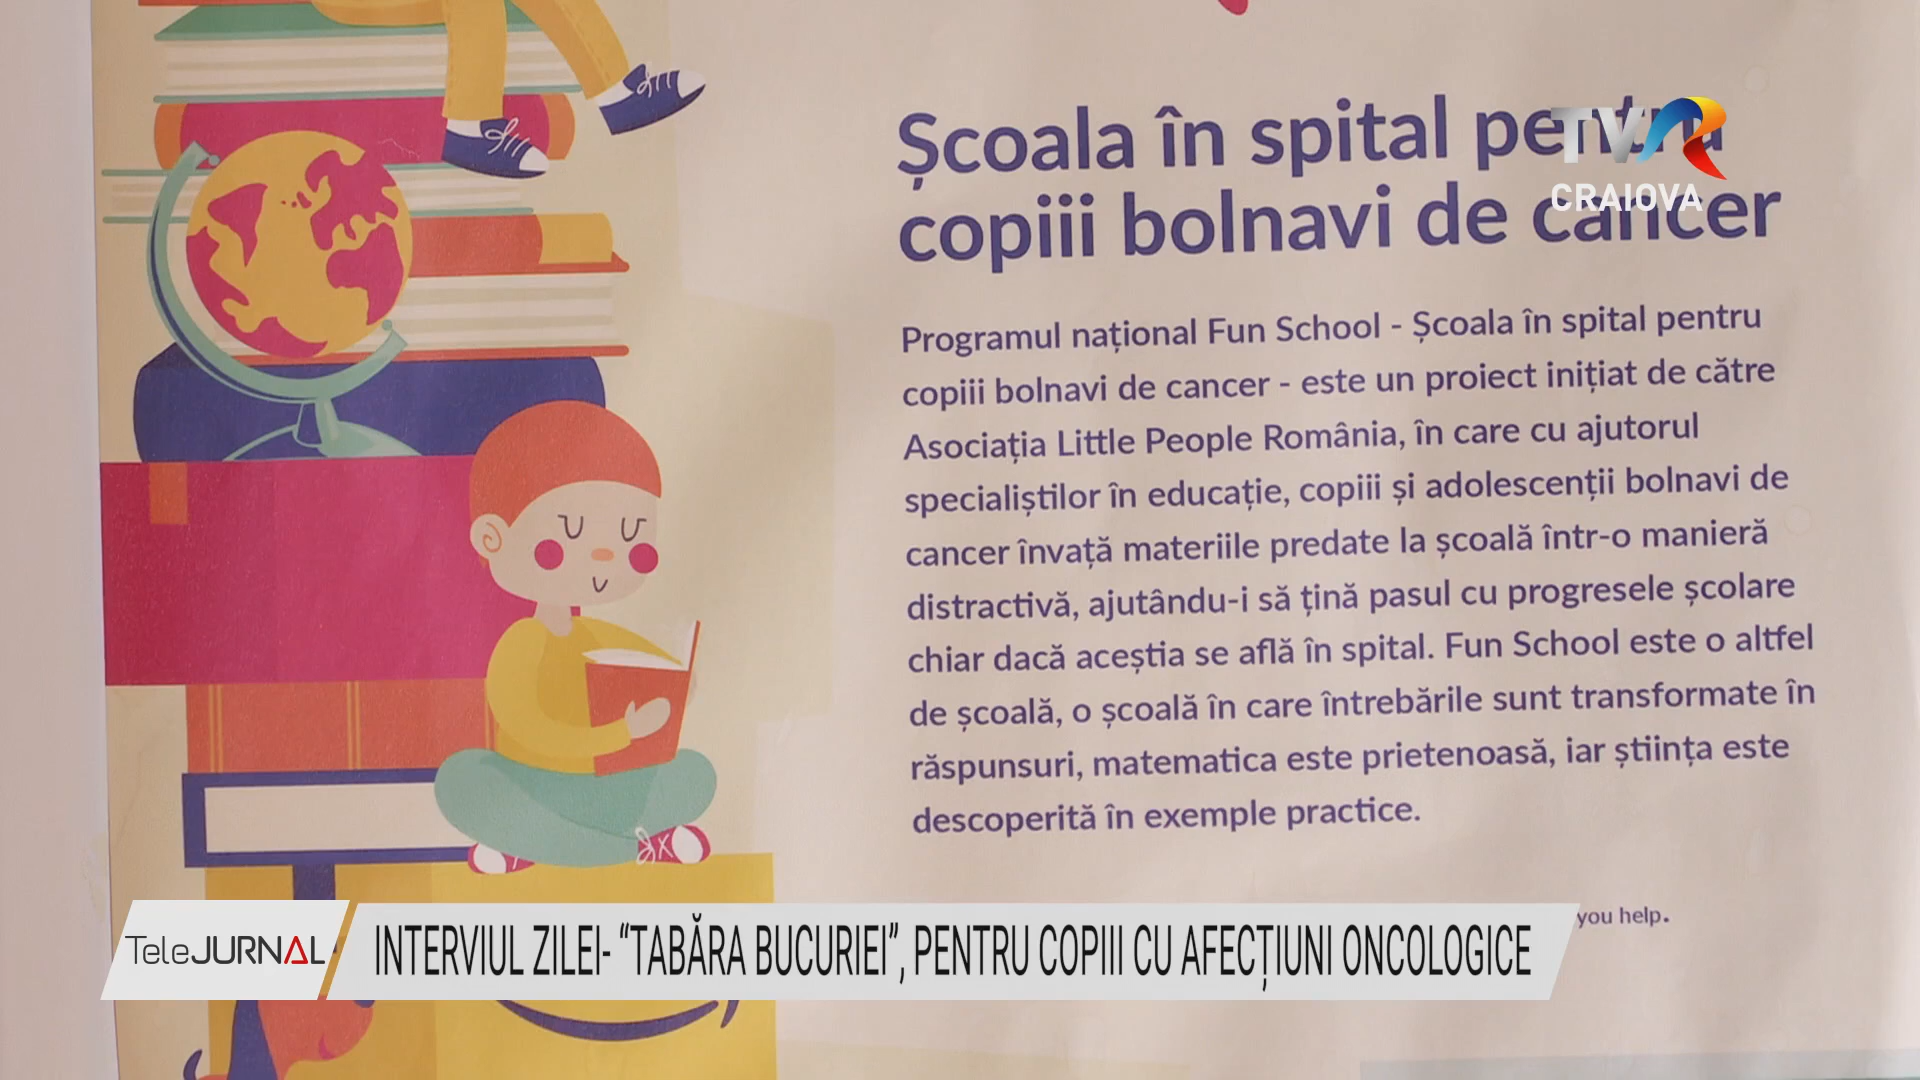 Școala în spital pentru
copiii bolnavi de cancer
TVR
CRAIOVA
Programul național Fun School - Școala în spital pentru
copiii bolnavi de cancer - este un proiect inițiat de către
Asociația Little People România, în care cu ajutorul
specialiștilor în educație, copiii și adolescenții bolnavi de
cancer învață materiile predate la școală într-o manieră
distractivă, ajutându-i să țină pasul cu progresele școlare
chiar dacă aceștia se află în spital. Fun School este o altfel
de școală, o școală în care întrebările sunt transformate în
răspunsuri, matematica este prietenoasă, iar știința este
descoperită în exemple practice.
you help.
TeleJURNAL
INTERVIUL ZILEI- “TABĂRA BUCURIEI”, PENTRU COPIII CU AFECȚIUNI ONCOLOGICE